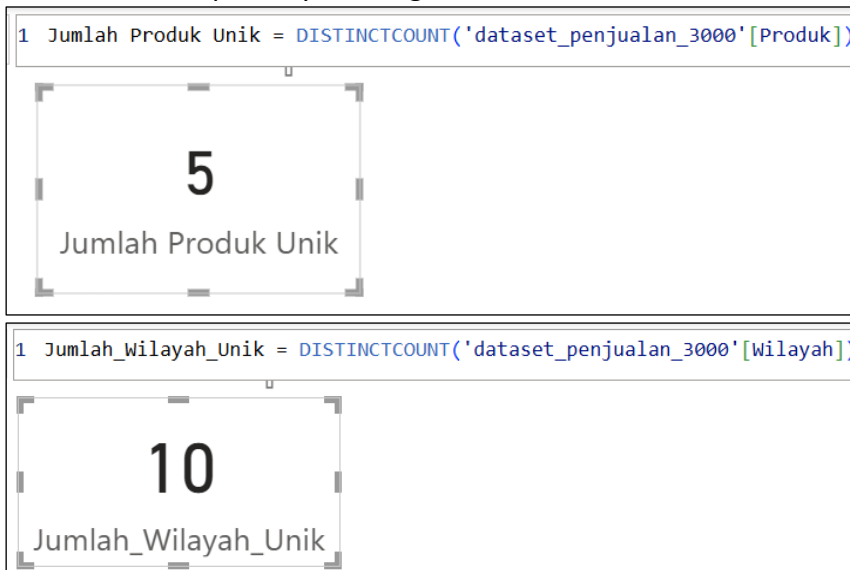 1 Jumlah Produk Unik = DISTINCTCOUNT('dataset_penjualan_3000'[Produk])
5
Jumlah Produk Unik
1 Jumlah_Wilayah_Unik = DISTINCTCOUNT('dataset_penjualan_3000'[Wilayah])
10
Jumlah_Wilayah_Unik